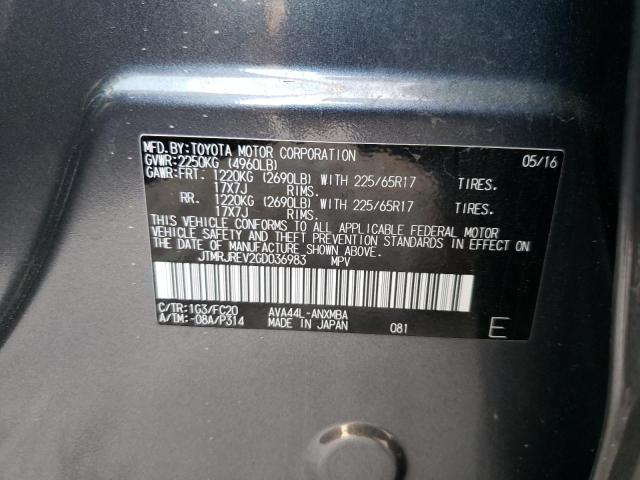 MFD.BY:TOYOTA MOTOR CORPORATION 05/16
GVWR:2250KG (4960LB)
GAWR:FRT. 1220KG (2690LB) WITH 225/65R17 TIRES.
17X7J RIMS.
RR. 1220KG (2690LB) WITH 225/65R17 TIRES.
17X7J RIMS.
THIS VEHICLE CONFORMS TO ALL APPLICABLE FEDERAL MOTOR
VEHICLE SAFETY AND THEFT PREVENTION STANDARDS IN EFFECT ON
THE DATE OF MANUFACTURE SHOWN ABOVE.
JTMRJREV2GD036983 MPV
C/TR:1G3/FC20 AVA44L-ANXMBA
A/TM:-08A/P314 MADE IN JAPAN 081 E